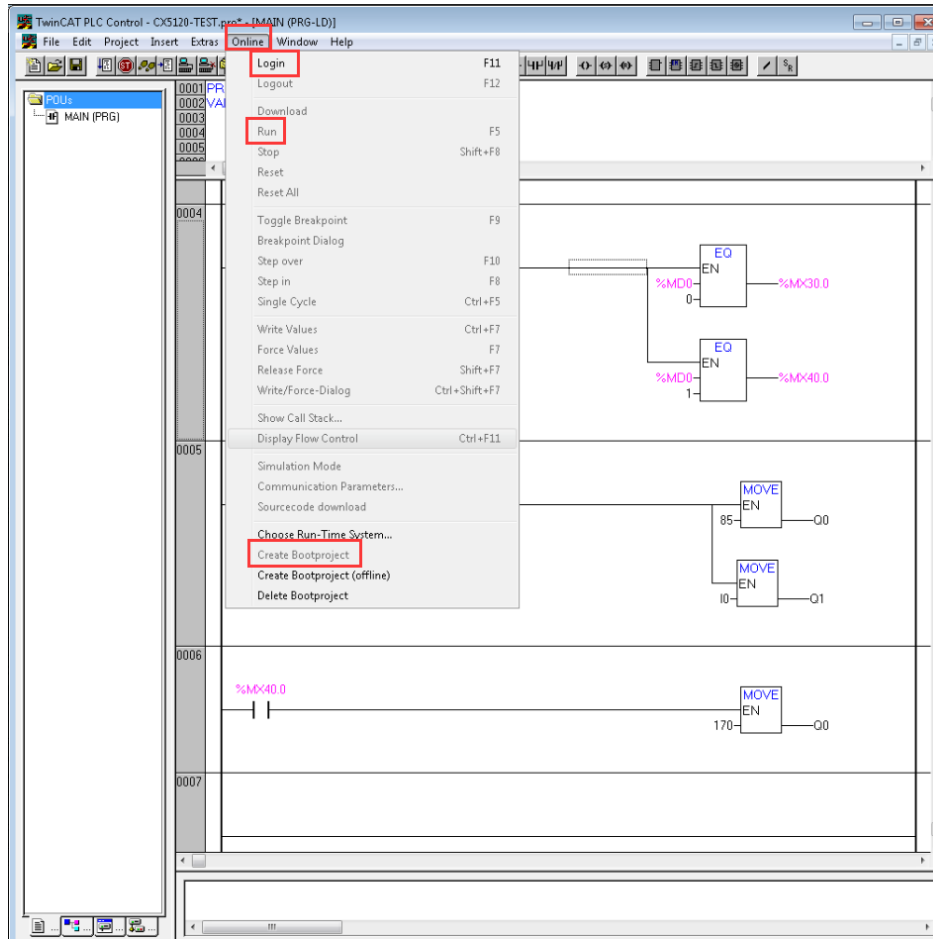 TwinCAT PLC Control - CX5120-TEST.pro* - [MAIN (PRG-LD)]
File Edit Project Insert Extras Online Window Help
POUs
MAIN (PRG)
0001 PR
0002 VA
0003
0004
0005
Login F11
Logout F12
Download
Run F5
Stop Shift+F8
Reset
Reset All
Toggle Breakpoint F9
Breakpoint Dialog
Step over F10
Step in F8
Single Cycle Ctrl+F5
Write Values Ctrl+F7
Force Values F7
Release Force Shift+F7
Write/Force-Dialog Ctrl+Shift+F7
Show Call Stack...
Display Flow Control Ctrl+F11
Simulation Mode
Communication Parameters...
Sourcecode download
Choose Run-Time System...
Create Bootproject
Create Bootproject (offline)
Delete Bootproject
0004
EQ
EN
%MD0 %MX30.0
0
EQ
EN
%MD0 %MX40.0
1
0005
MOVE
EN
85 Q0
MOVE
EN
I0 Q1
0006
%MX40.0
MOVE
EN
170 Q0
0007